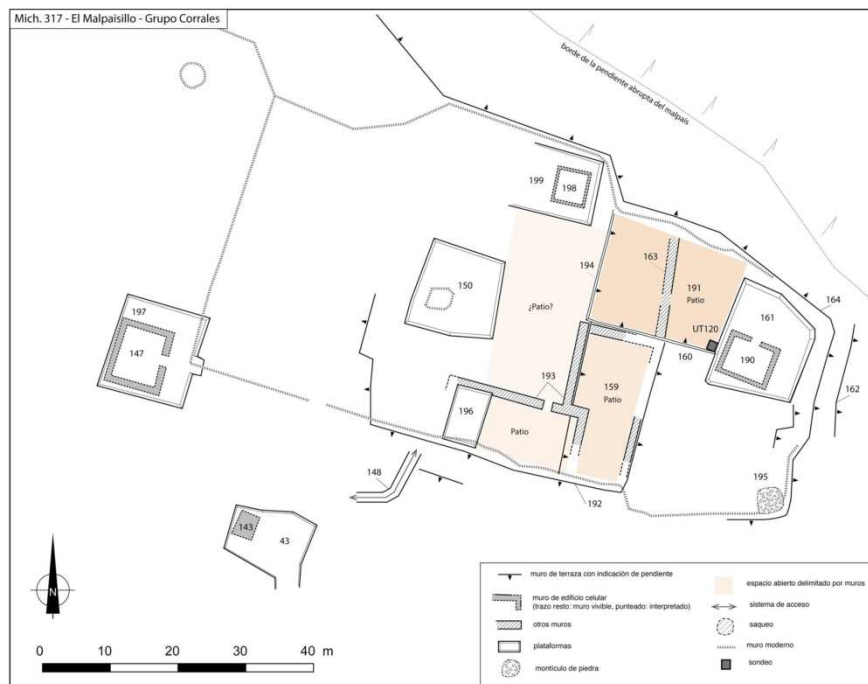 Mich. 317 - El Malpaisillo - Grupo Corrales
borde de la pendiente abrupta del malpaís
199
198
194
163
191
Patio
150
¿Patio?
164
161
UT120
197
147
190
160
162
193
159
Patio
196
Patio
148
195
192
143
43
N
0 10 20 30 40 m
muro de terraza con indicación de pendiente
muro de edificio celular
(trazo resto: muro vivible, punteado: interpretado)
otros muros
plataformas
montículo de piedra
espacio abierto delimitado por muros
sistema de acceso
saqueo
muro moderno
sondeo